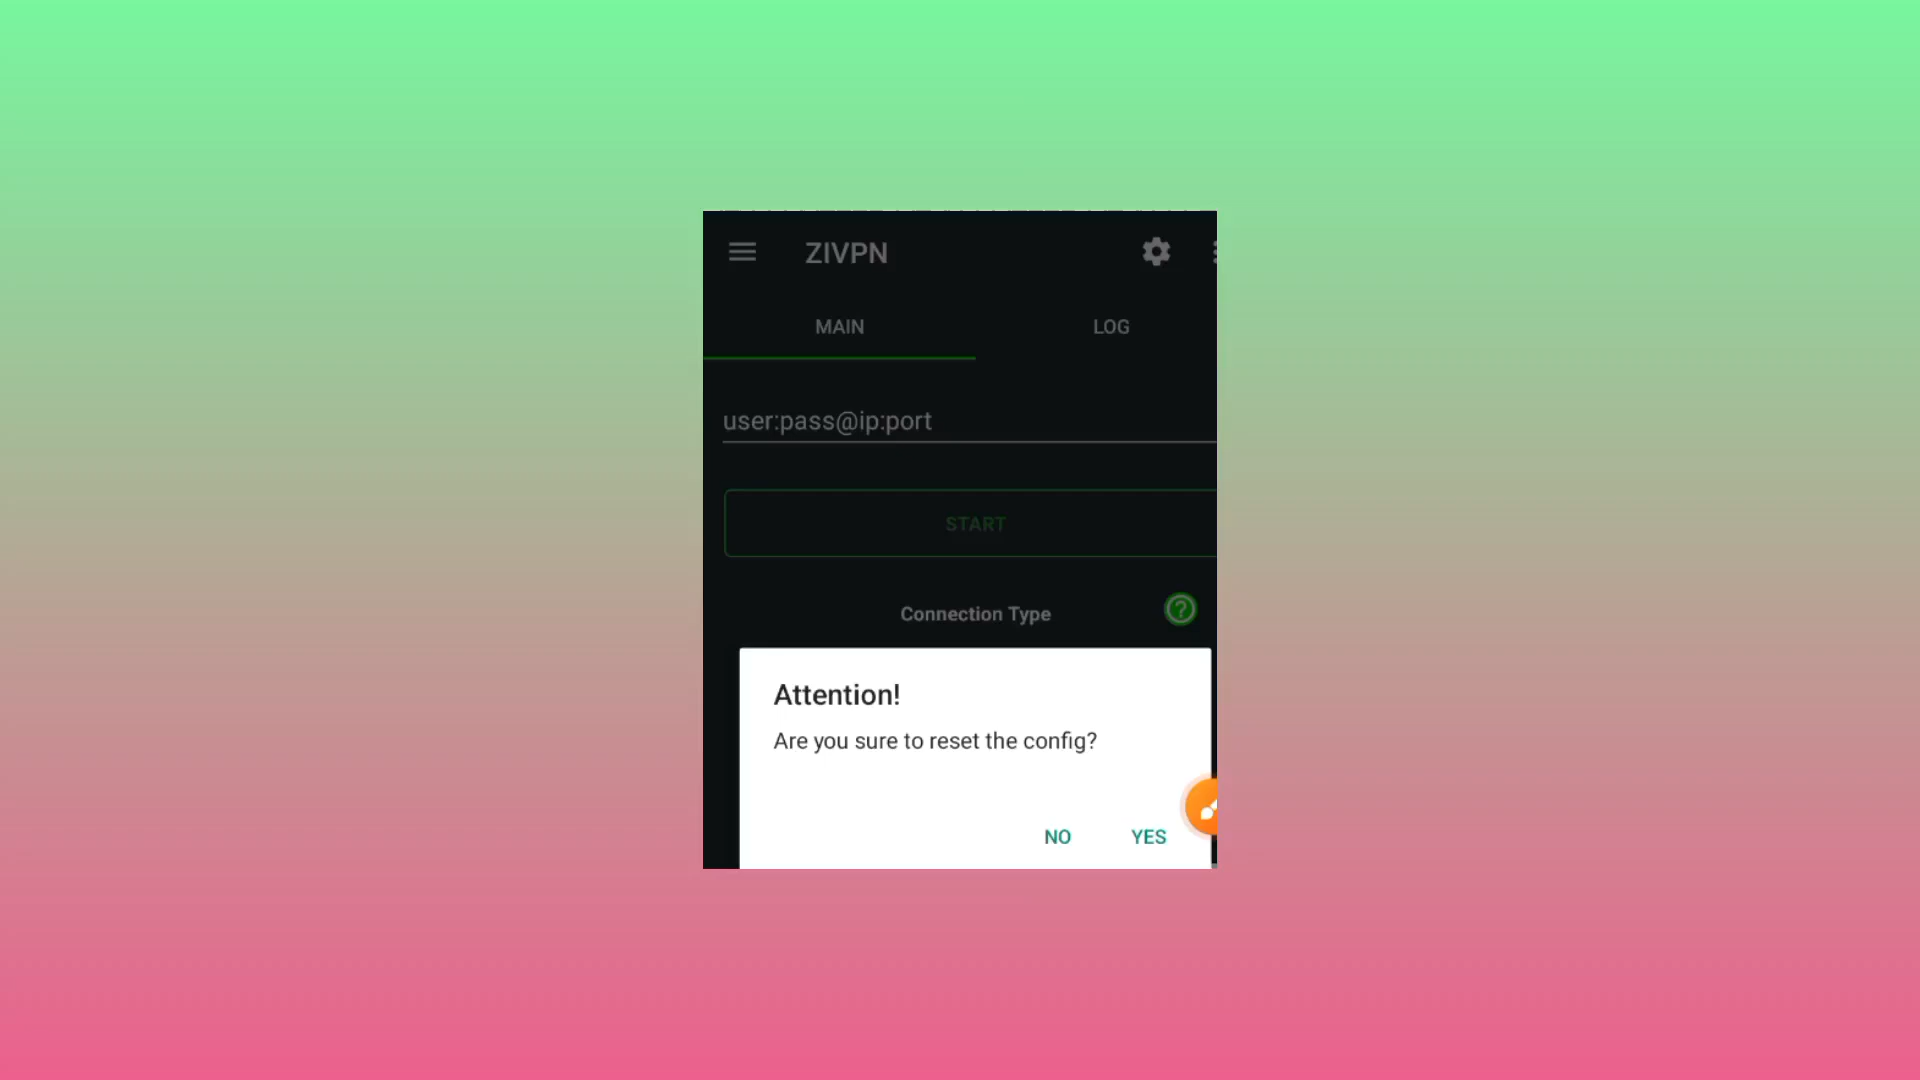 ZIVPN
MAIN LOG
user:pass@ip:port
START
Connection Type
Attention!
Are you sure to reset the config?
NO YES